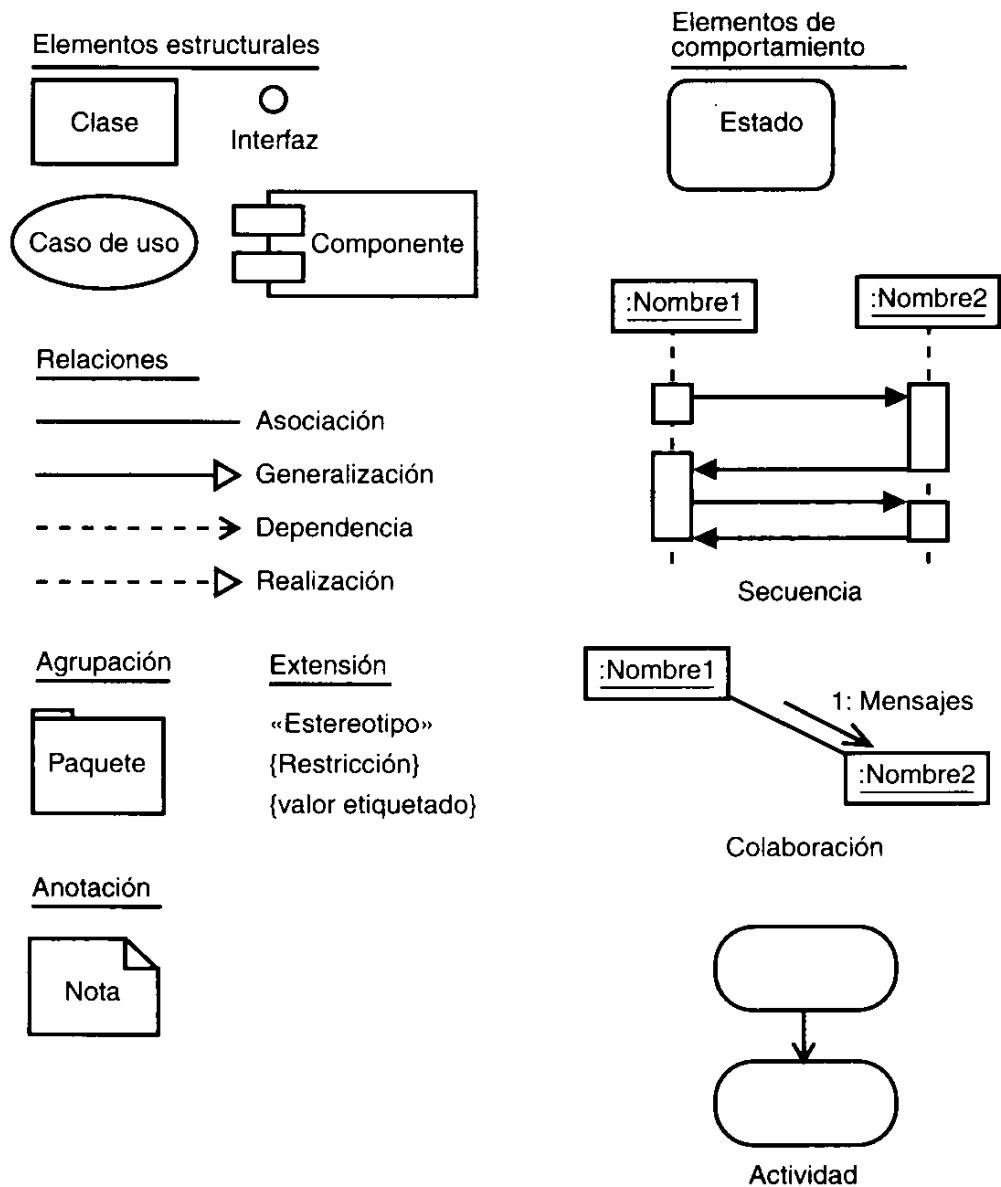 Elementos estructurales
Clase
Interfaz
Caso de uso
Componente
Relaciones
Asociación
Generalización
Dependencia
Realización
Agrupación
Paquete
Extensión
«Estereotipo»
{Restricción}
{valor etiquetado}
Anotación
Nota
Elementos de
comportamiento
Estado
:Nombre1
:Nombre2
Secuencia
:Nombre1
1: Mensajes
:Nombre2
Colaboración
Actividad